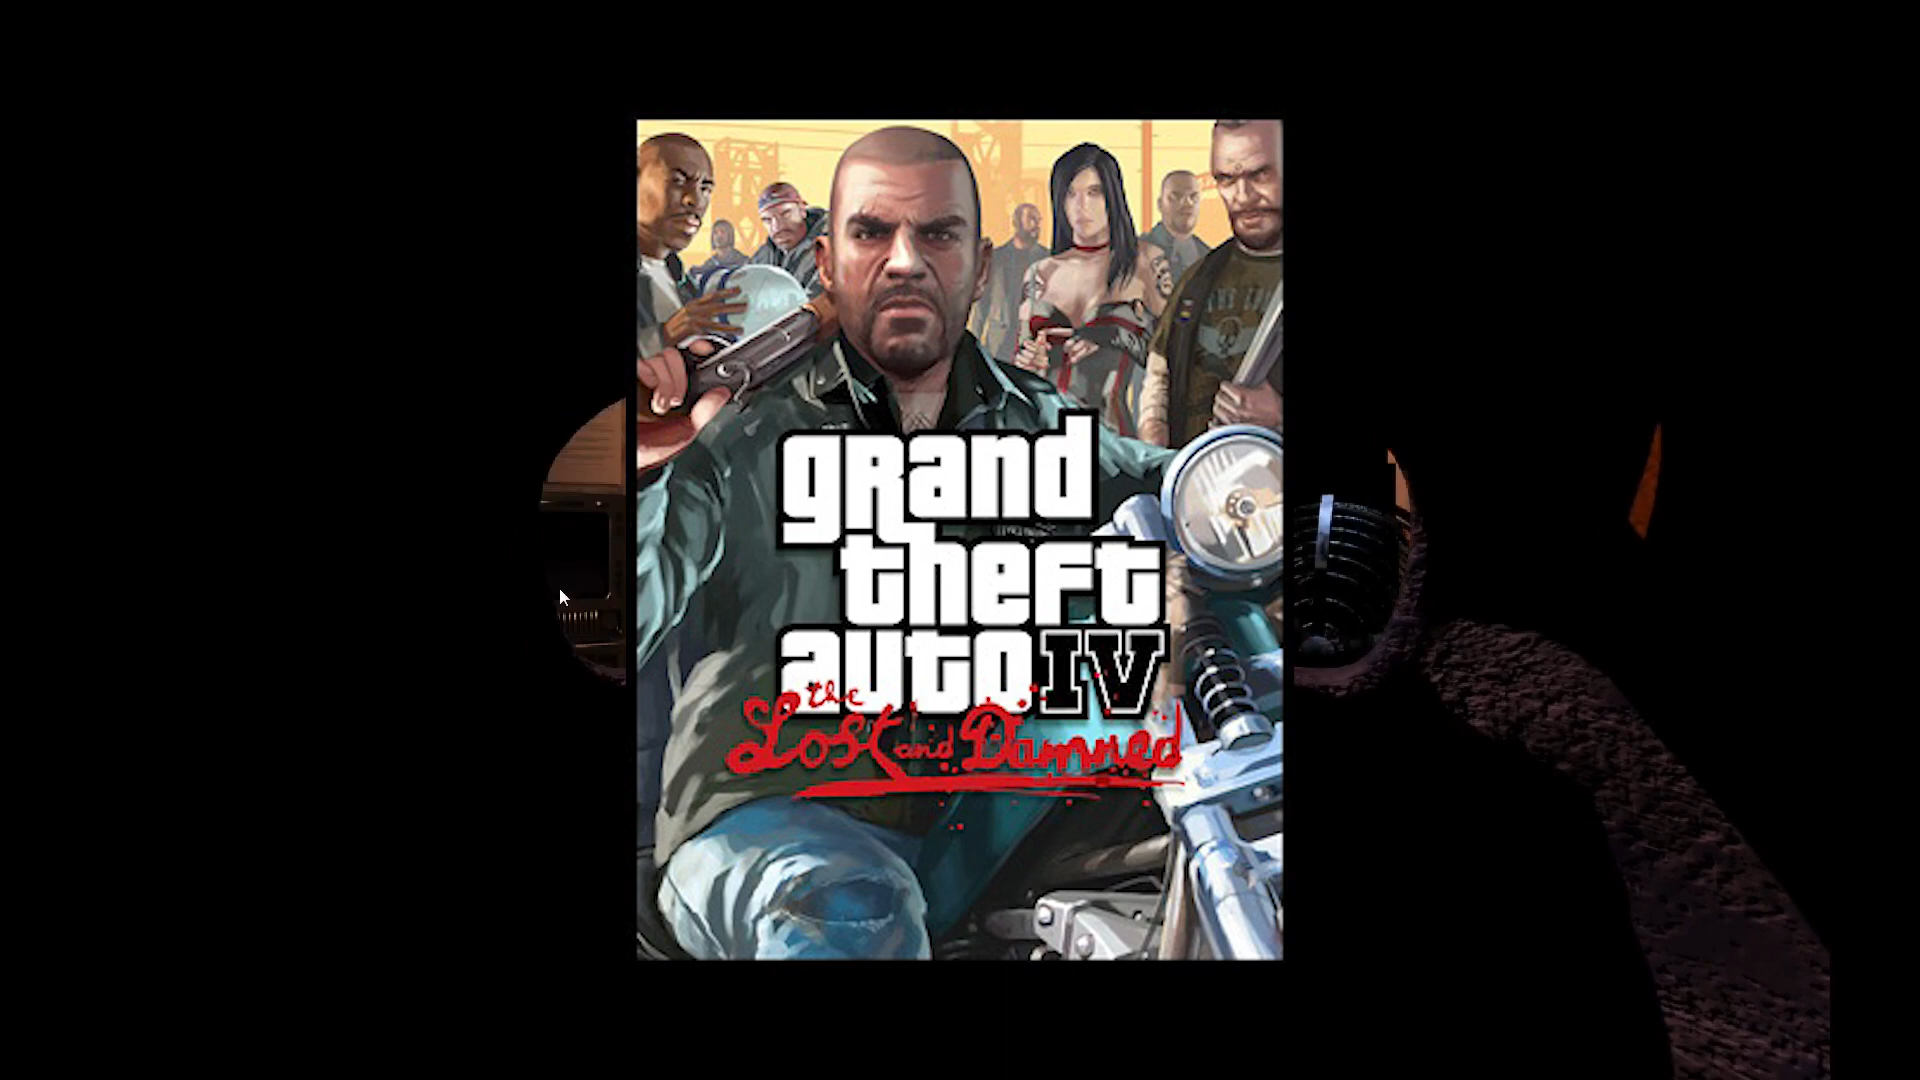 grand
theft
auto IV
the
Lost and Damned